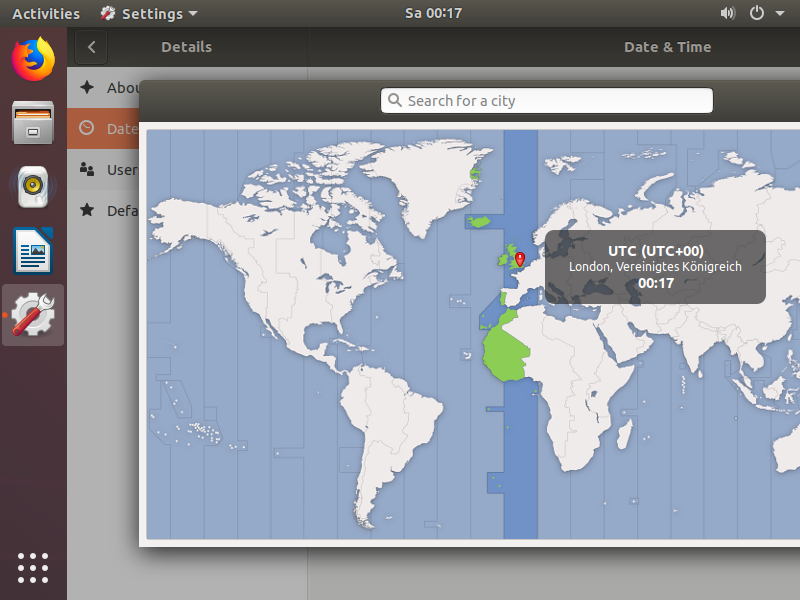 Activities
Settings
Sa 00:17
Details
Date & Time
Abou
Date
User
Defa
Search for a city
UTC (UTC+00)
London, Vereinigtes Königreich
00:17